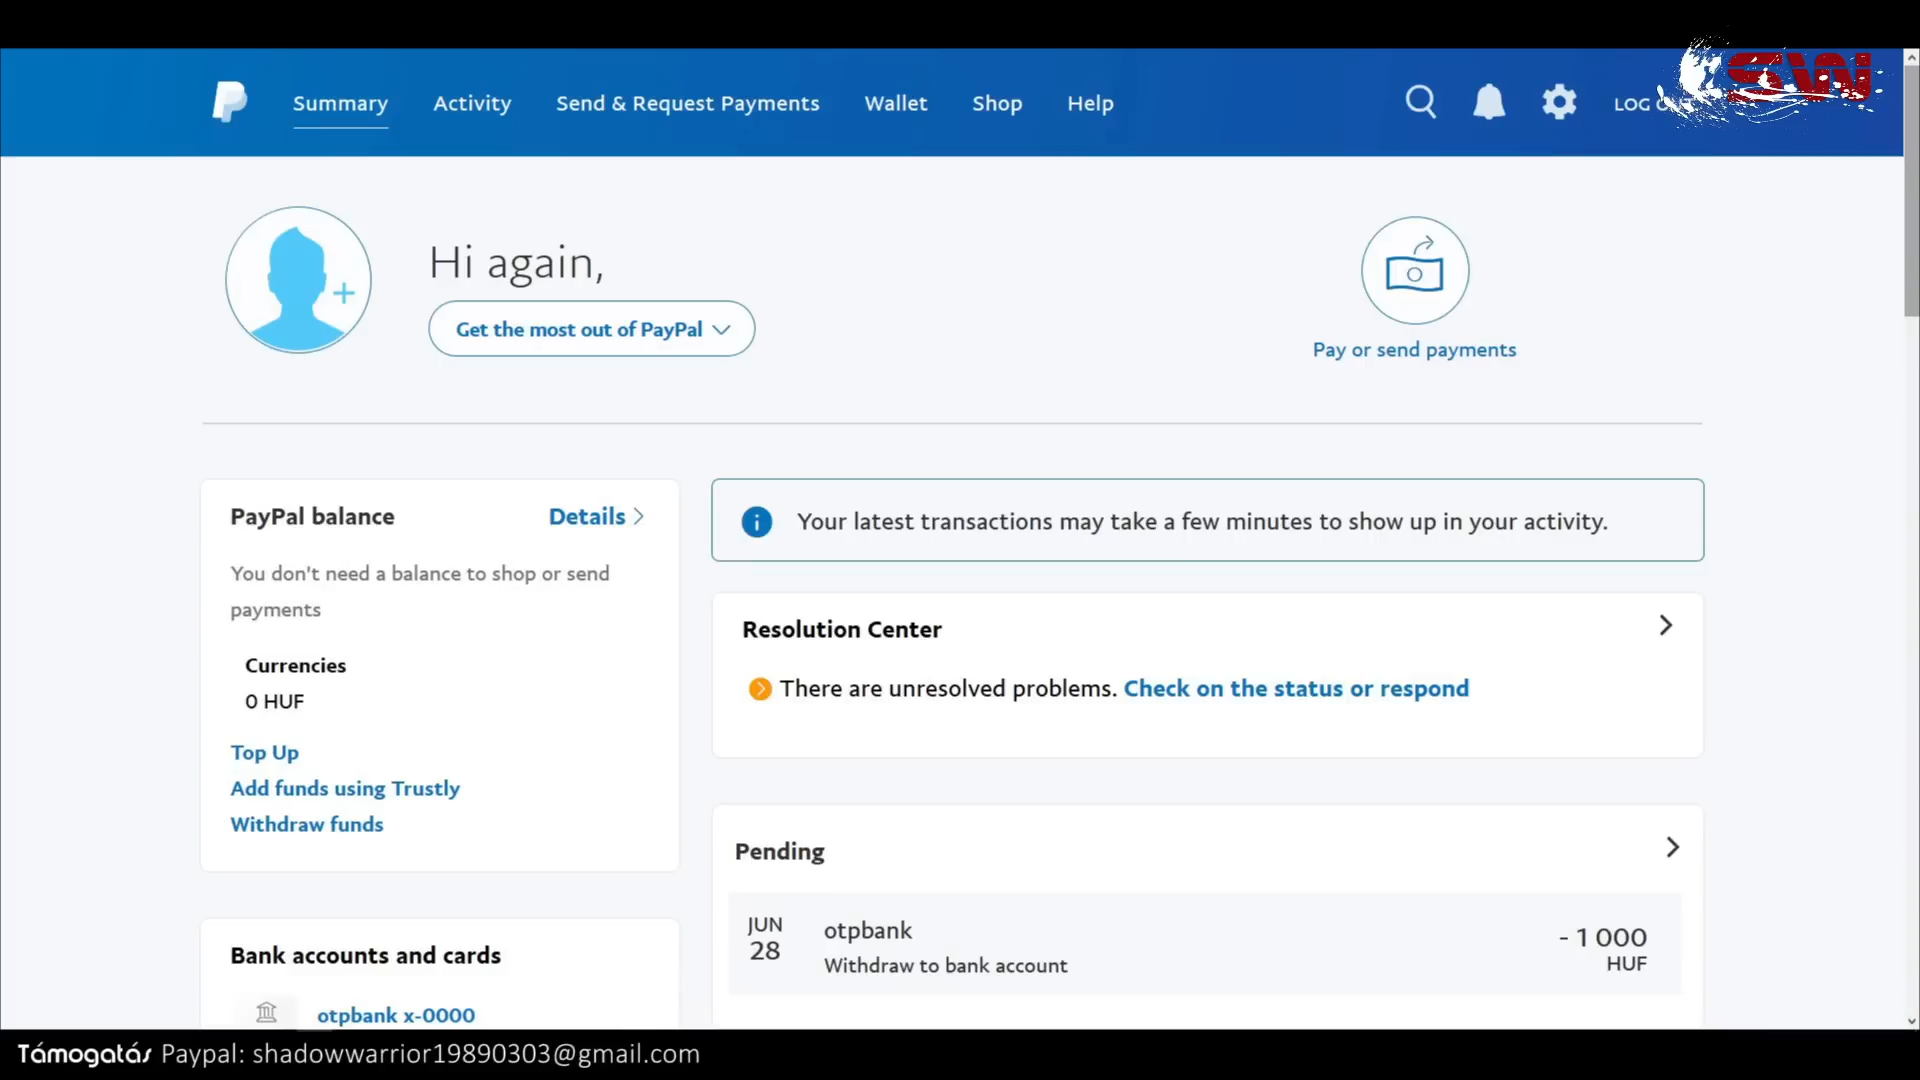 SW
Summary Activity Send & Request Payments Wallet Shop Help LOG OUT
Hi again,
Get the most out of PayPal
Pay or send payments
PayPal balance Details
You don't need a balance to shop or send
payments
Currencies
0 HUF
Top Up
Add funds using Trustly
Withdraw funds
Bank accounts and cards
otpbank x-0000
Your latest transactions may take a few minutes to show up in your activity.
Resolution Center
There are unresolved problems. Check on the status or respond
Pending
JUN
28
otpbank
Withdraw to bank account
- 1 000
HUF
Támogatás Paypal: shadowwarrior19890303@gmail.com